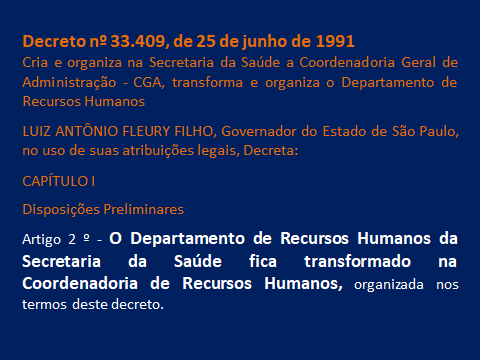 Decreto nº 33.409, de 25 de junho de 1991
Cria e organiza na Secretaria da Saúde a Coordenadoria Geral de
Administração - CGA, transforma e organiza o Departamento de
Recursos Humanos
LUIZ ANTÔNIO FLEURY FILHO, Governador do Estado de São Paulo,
no uso de suas atribuições legais, Decreta:
CAPÍTULO I
Disposições Preliminares
Artigo 2 º - O Departamento de Recursos Humanos da
Secretaria da Saúde fica transformado na
Coordenadoria de Recursos Humanos, organizada nos
termos deste decreto.